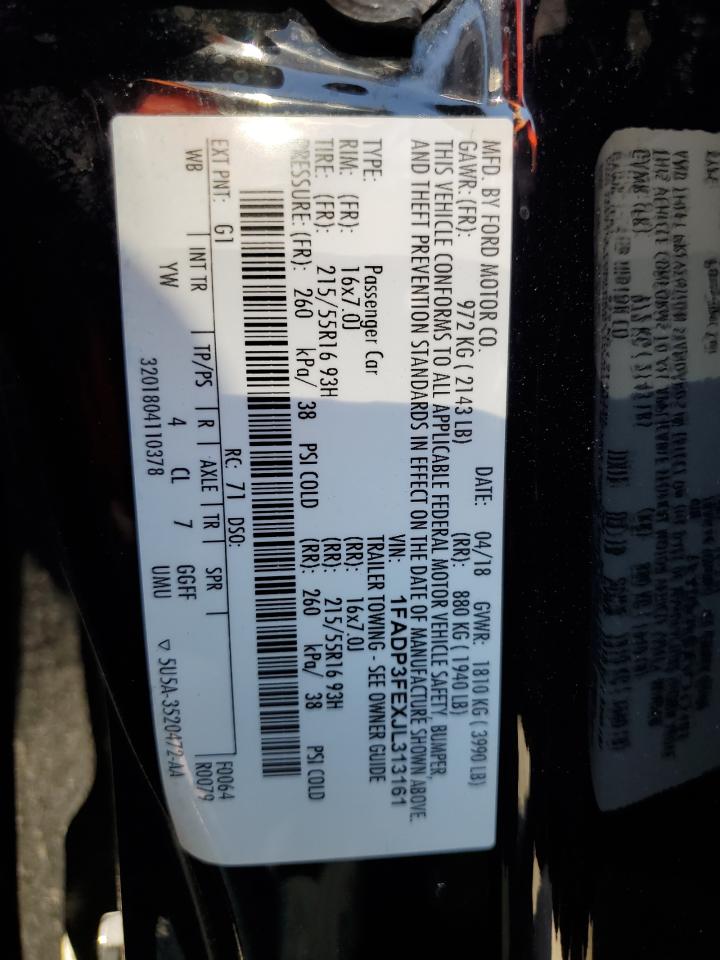 MFD. BY FORD MOTOR CO.
DATE: 04/18 GVWR: 1810 KG ( 3990 LB)
GAWR: (FR): 972 KG ( 2143 LB) (RR): 880 KG ( 1940 LB)
THIS VEHICLE CONFORMS TO ALL APPLICABLE FEDERAL MOTOR VEHICLE SAFETY, BUMPER,
AND THEFT PREVENTION STANDARDS IN EFFECT ON THE DATE OF MANUFACTURE SHOWN ABOVE.
VIN: 1FADP3FEXJL313161
TYPE: Passenger Car TRAILER TOWING - SEE OWNER GUIDE
RIM: (FR): 16x7.0J (RR): 16x7.0J
TIRE: (FR): 215/55R16 93H (RR): 215/55R16 93H
PRESSURE: (FR): 260 kPa/ 38 PSI COLD (RR): 260 kPa/ 38 PSI COLD
EXT PNT: G1 RC: 71 DSO: F0064
WB INT TR TP/PS R AXLE TR SPR R0079
YW 4 CL 7 GGFF
3201804110378 UMU ▽ 5U5A-3520472-AA